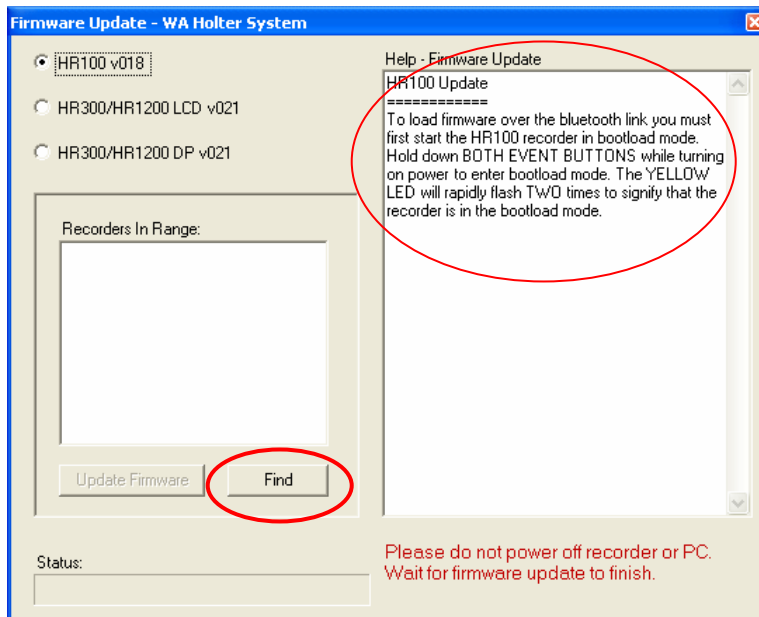 Firmware Update - WA Holter System
HR100 v018
HR300/HR1200 LCD v021
HR300/HR1200 DP v021
Recorders In Range:
Update Firmware
Find
Status:
Help - Firmware Update
HR100 Update
============
To load firmware over the bluetooth link you must
first start the HR100 recorder in bootload mode.
Hold down BOTH EVENT BUTTONS while turning
on power to enter bootload mode. The YELLOW
LED will rapidly flash TWO times to signify that the
recorder is in the bootload mode.
Please do not power off recorder or PC.
Wait for firmware update to finish.